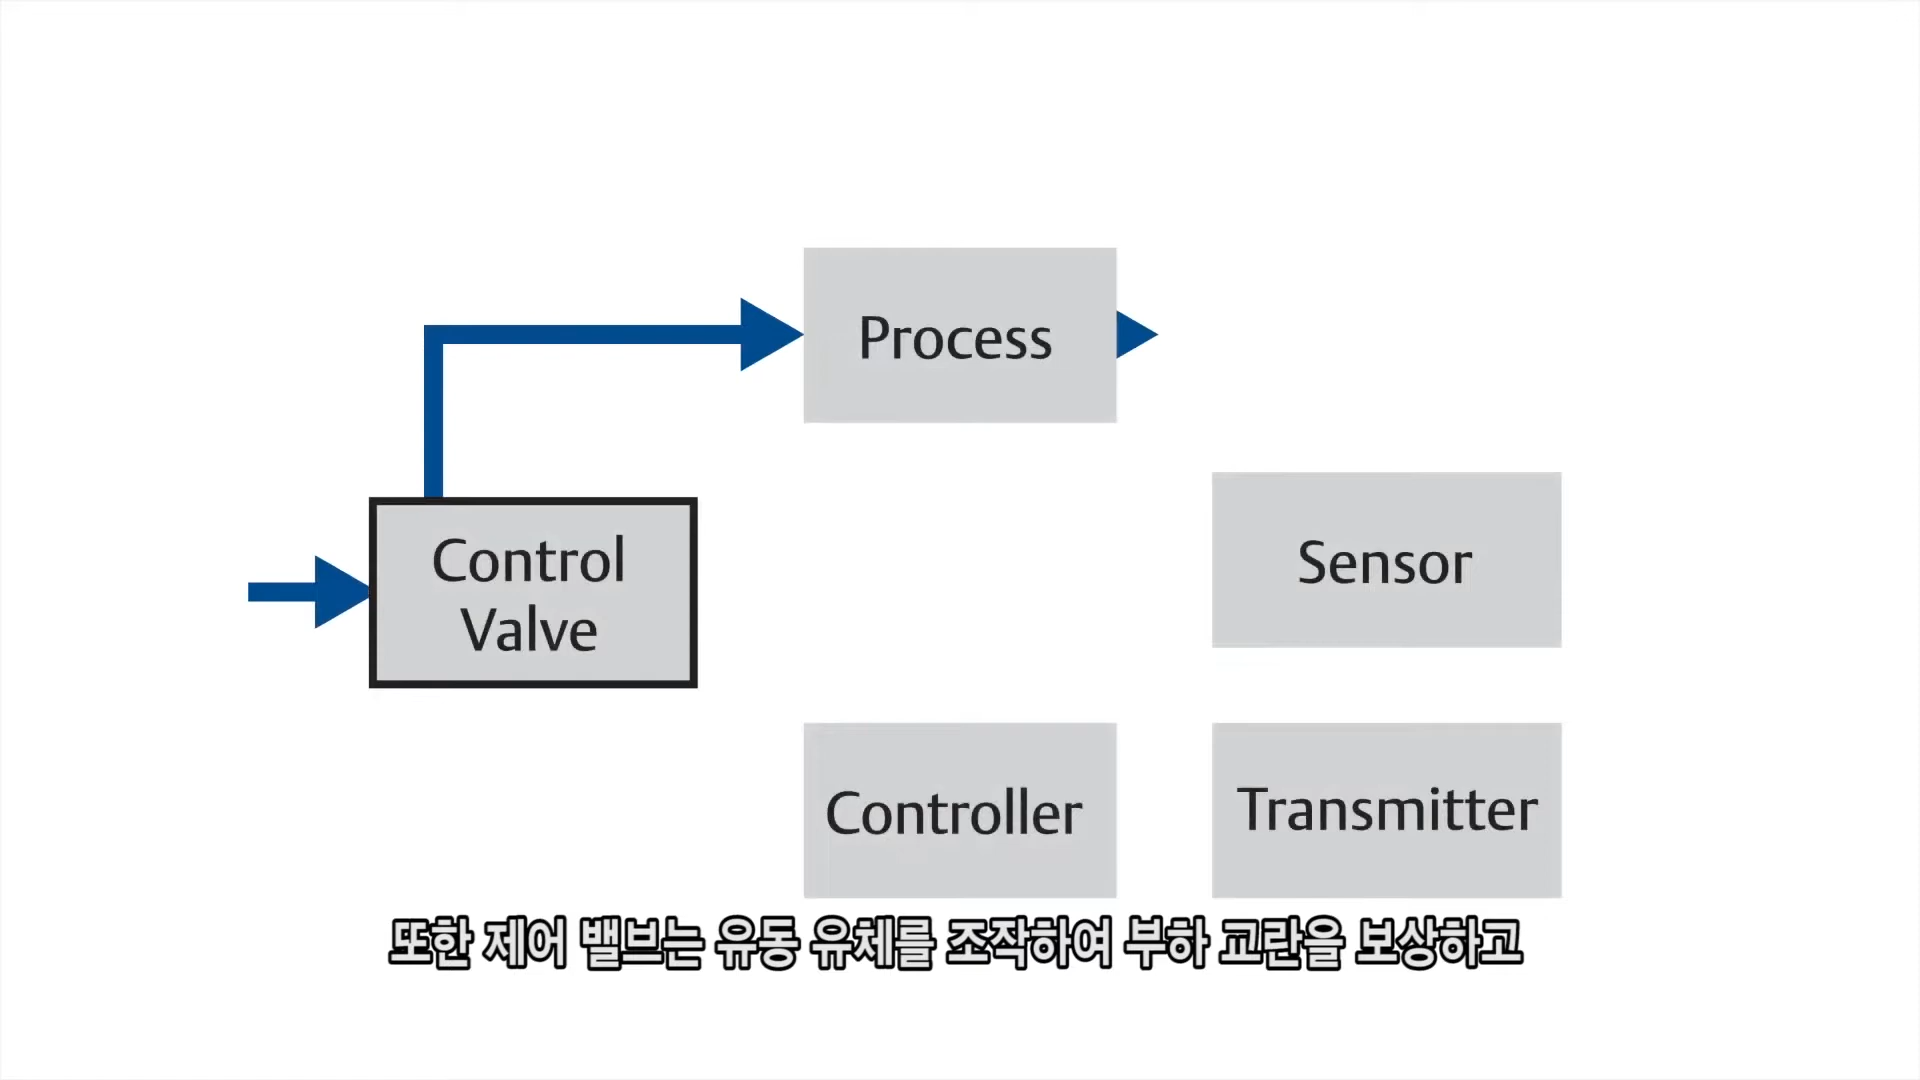 Process
Control
Valve
Sensor
Controller
Transmitter
또한 제어 밸브는 유동 유체를 조작하여 부하 교란을 보상하고